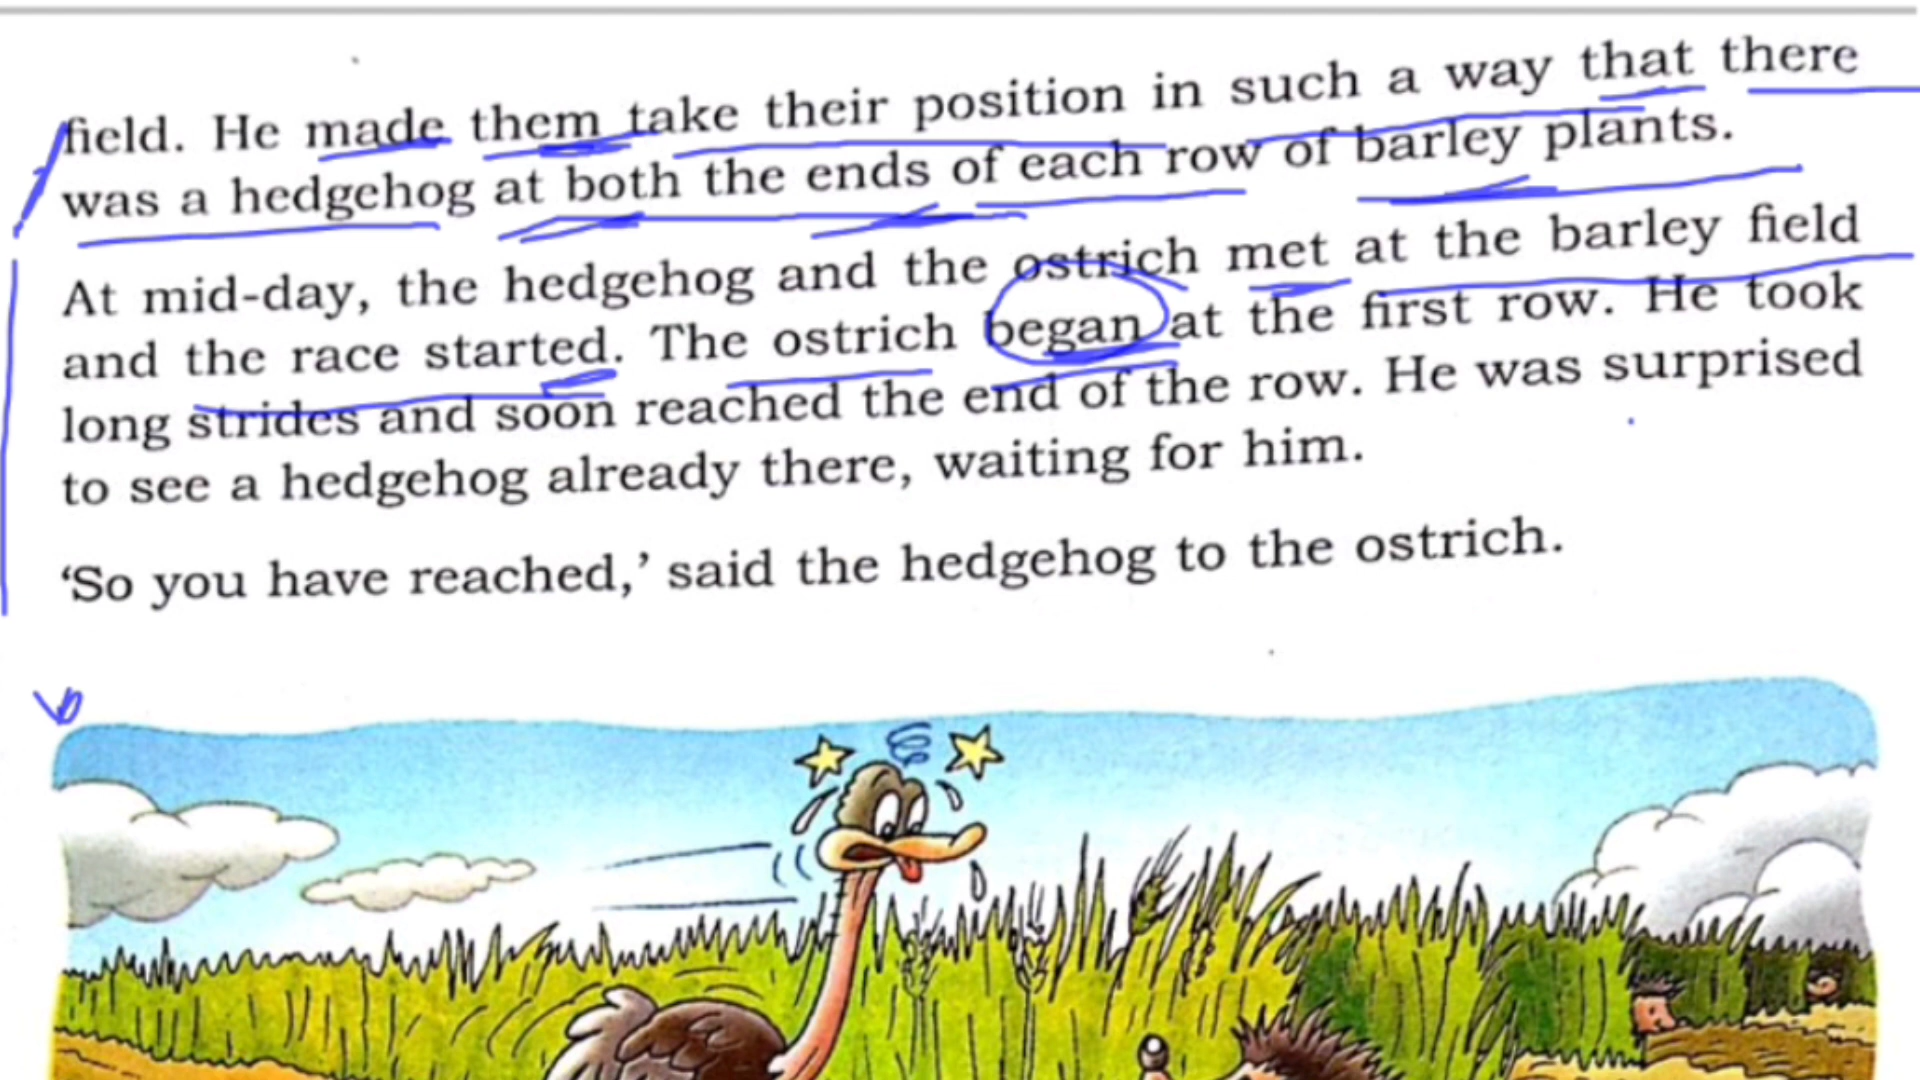 field. He made them take their position in such a way that there
was a hedgehog at both the ends of each row of barley plants.
At mid-day, the hedgehog and the ostrich met at the barley field
and the race started. The ostrich began at the first row. He took
long strides and soon reached the end of the row. He was surprised
to see a hedgehog already there, waiting for him.
‘So you have reached,’ said the hedgehog to the ostrich.